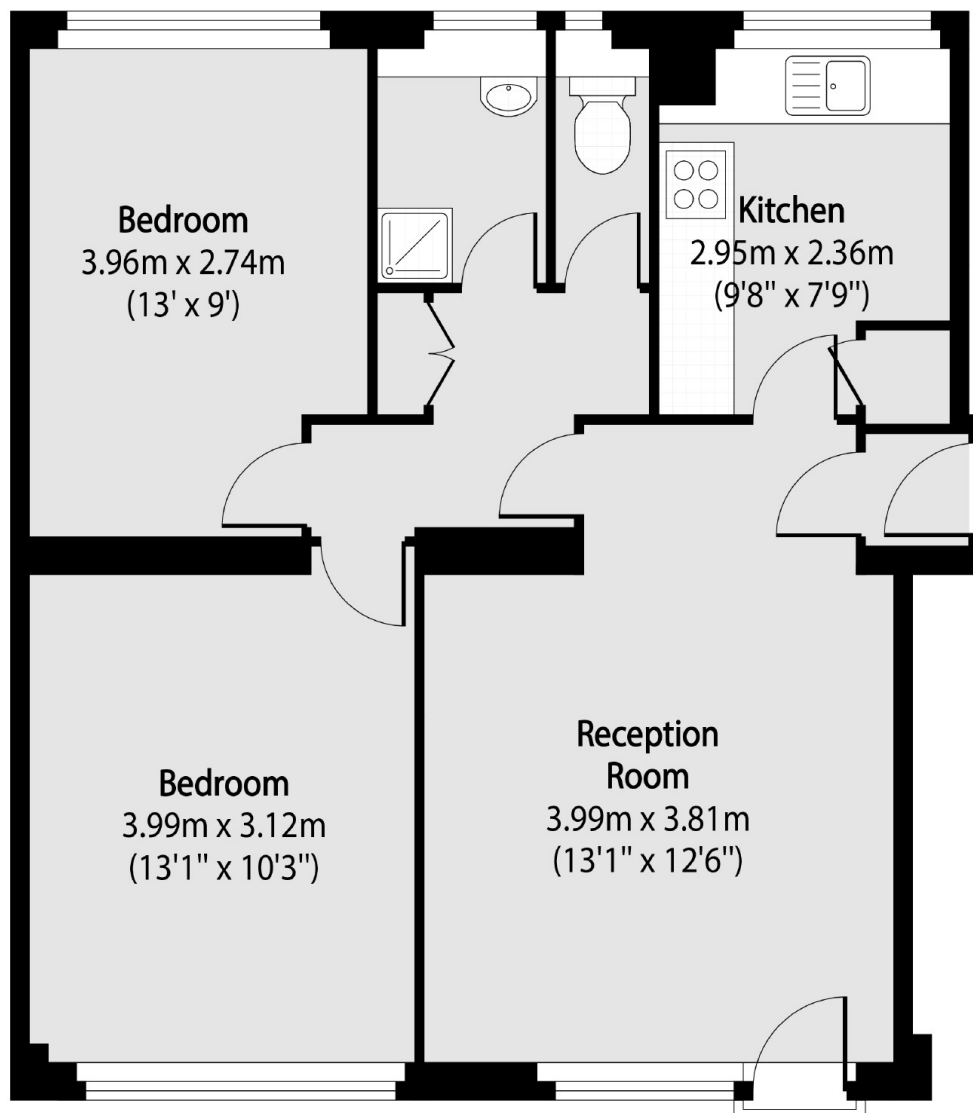 Bedroom
3.96m x 2.74m
(13' x 9')
Kitchen
2.95m x 2.36m
(9'8" x 7'9")
Bedroom
3.99m x 3.12m
(13'1" x 10'3")
Reception
Room
3.99m x 3.81m
(13'1" x 12'6")